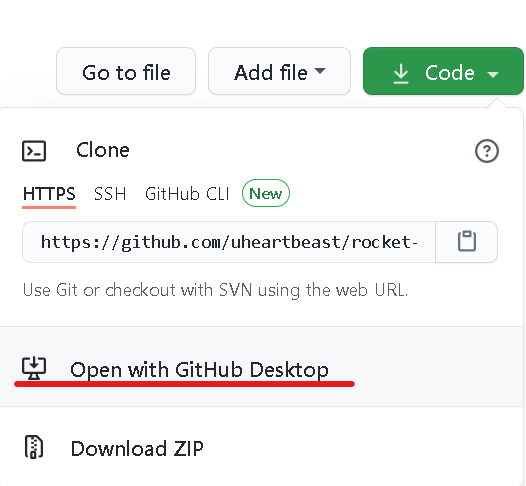 Go to file Add file Code
Clone
HTTPS SSH GitHub CLI New
https://github.com/uheartbeast/rocket-
Use Git or checkout with SVN using the web URL.
Open with GitHub Desktop
Download ZIP